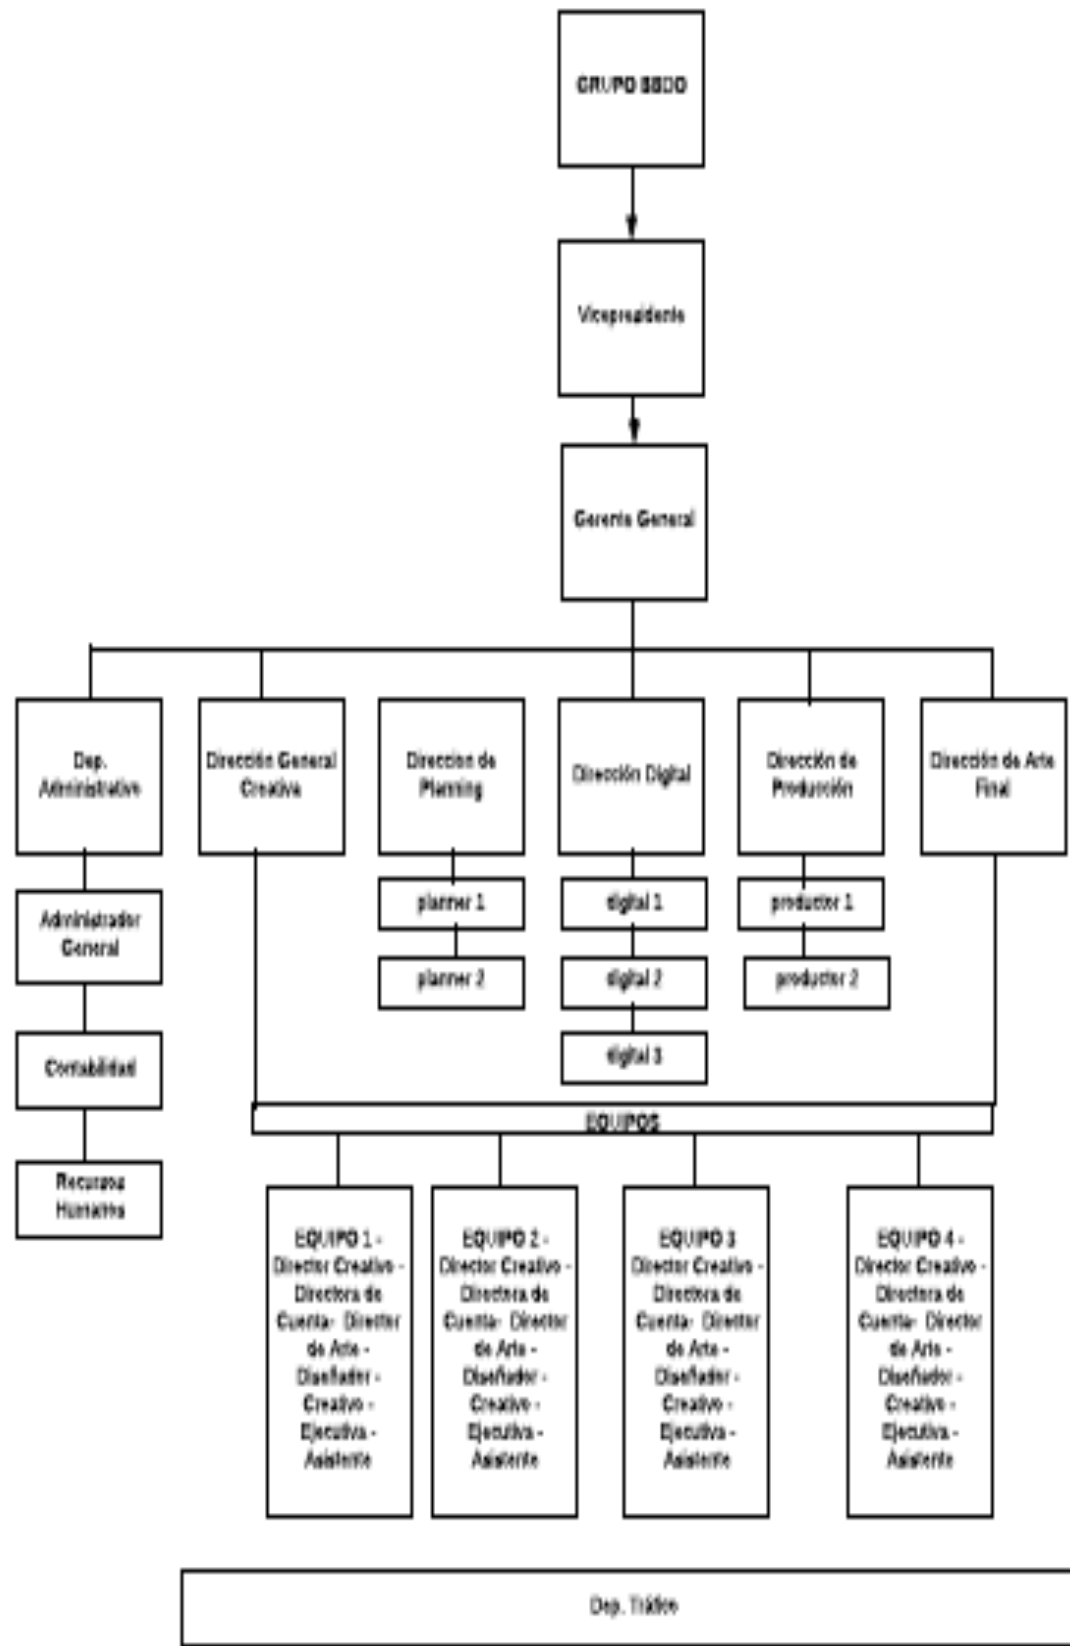 GRUPO BBDO
Vicepresidente
Gerente General
Dep.
Administrativo
Dirección General
Creativa
Direccion de
Planning
Dirección Digital
Dirección de
Producción
Dirección de Arte
Final
Administrador
General
Contabilidad
Recursos
Humanos
planner 1
planner 2
digital 1
digital 2
digital 3
productor 1
productor 2
EQUIPOS
EQUIPO 1 -
Director Creativo -
Directora de
Cuenta- Director
de Arte -
Diseñador -
Creativo -
Ejecutiva -
Asistente
EQUIPO 2 -
Director Creativo -
Directora de
Cuenta- Director
de Arte -
Diseñador -
Creativo -
Ejecutiva -
Asistente
EQUIPO 3
Director Creativo -
Directora de
Cuenta- Director
de Arte -
Diseñador -
Creativo -
Ejecutiva -
Asistente
EQUIPO 4 -
Director Creativo -
Directora de
Cuenta- Director
de Arte -
Diseñador -
Creativo -
Ejecutiva -
Asistente
Dep. Tráfico